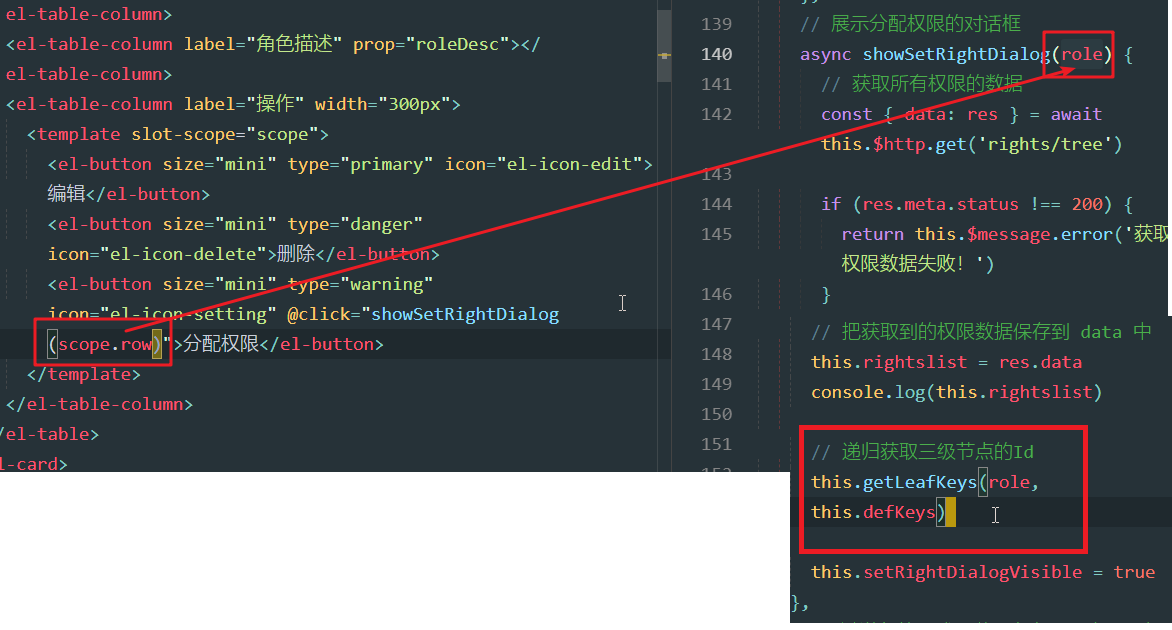 el-table-column>
<el-table-column label="角色描述" prop="roleDesc"></
el-table-column>
<el-table-column label="操作" width="300px">
<template slot-scope="scope">
<el-button size="mini" type="primary" icon="el-icon-edit">
编辑</el-button>
<el-button size="mini" type="danger"
icon="el-icon-delete">删除</el-button>
<el-button size="mini" type="warning"
icon="el-icon-setting" @click="showSetRightDialog
(scope.row)">分配权限</el-button>
</template>
</el-table-column>
/el-table>
l-card>
139 // 展示分配权限的对话框
140 async showSetRightDialog(role) {
141 // 获取所有权限的数据
142 const { data: res } = await
this.$http.get('rights/tree')
143
144 if (res.meta.status !== 200) {
145 return this.$message.error('获取
权限数据失败！')
146 }
147 // 把获取到的权限数据保存到 data 中
148 this.rightslist = res.data
149 console.log(this.rightslist)
150
151 // 递归获取三级节点的Id
this.getLeafKeys(role,
this.defKeys)
this.setRightDialogVisible = true
},